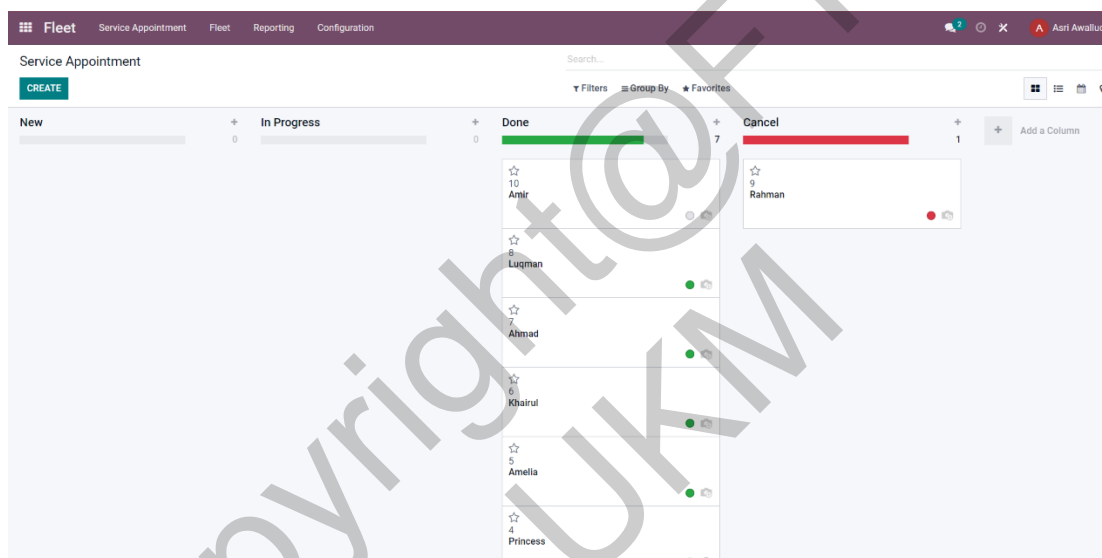 Fleet Service Appointment Fleet Reporting Configuration 2 A Asri Awalluc
Service Appointment Search...
CREATE Filters Group By Favorites
New + In Progress + Done + Cancel + + Add a Column
0 0 7 1
10
Amir
9
Rahman
8
Luqman
7
Ahmad
6
Khairul
5
Amelia
4
Princess
pyright@F
UKM